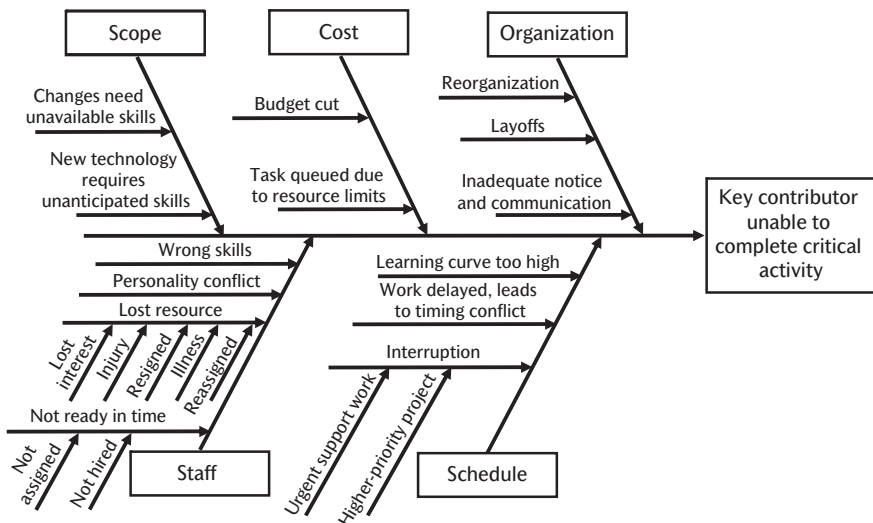 Scope
Cost
Organization
Changes need
unavailable skills
New technology
requires
unanticipated skills
Budget cut
Task queued due
to resource limits
Reorganization
Layoffs
Inadequate notice
and communication
Key contributor
unable to
complete critical
activity
Wrong skills
Personality conflict
Lost resource
Lost
interest
Injury
Resigned
Illness
Reassigned
Not ready in time
Not
assigned
Not hired
Staff
Learning curve too high
Work delayed, leads
to timing conflict
Interruption
Urgent support work
Higher-priority project
Schedule